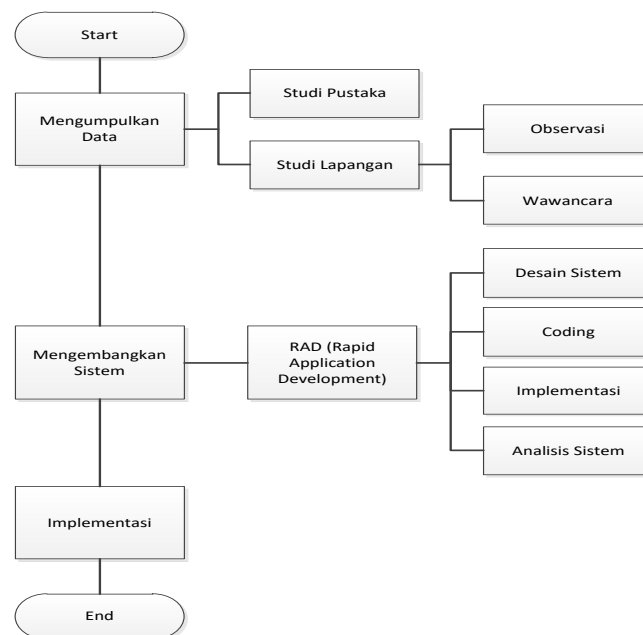 Start
Mengumpulkan
Data
Studi Pustaka
Studi Lapangan
Observasi
Wawancara
Mengembangkan
Sistem
RAD (Rapid
Application
Development)
Desain Sistem
Coding
Implementasi
Analisis Sistem
Implementasi
End